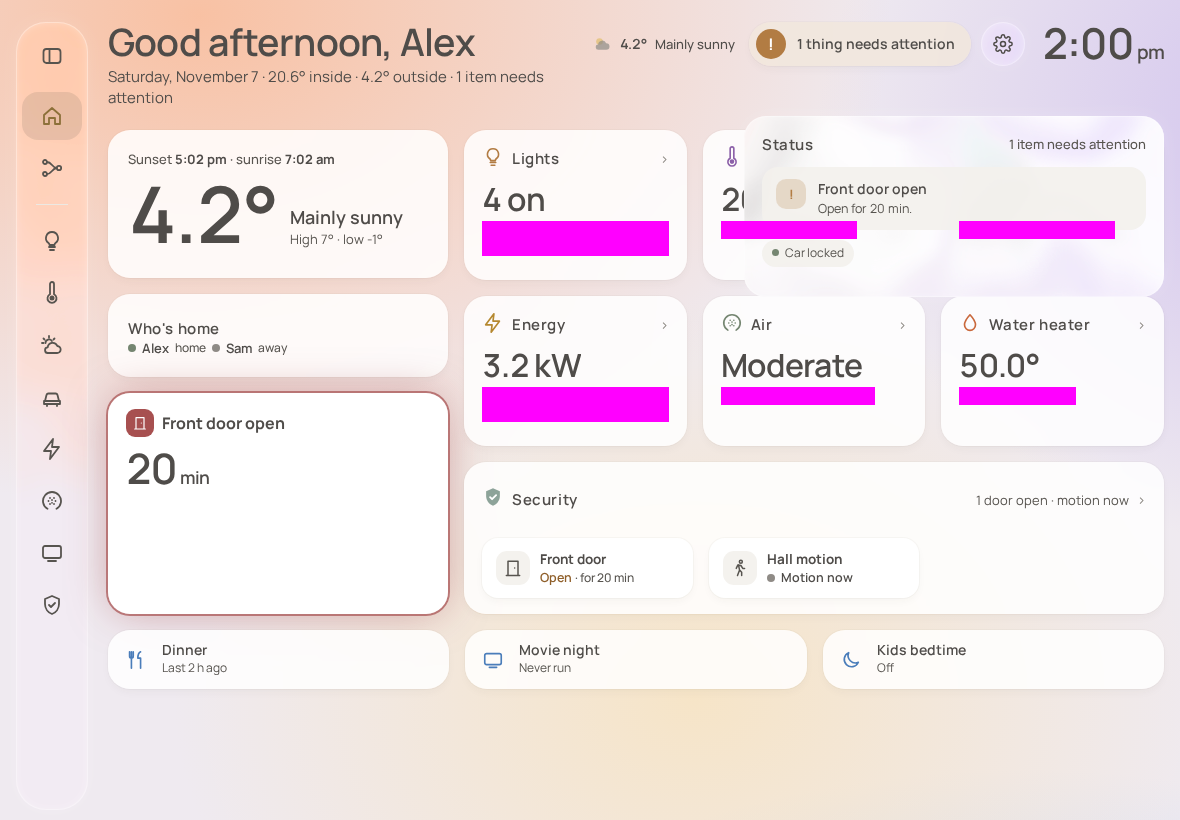 Good afternoon, Alex
Saturday, November 7 · 20.6° inside · 4.2° outside · 1 item needs
attention
4.2° Mainly sunny
! 1 thing needs attention
2:00 pm
Sunset 5:02 pm · sunrise 7:02 am
4.2°
Mainly sunny
High 7° · low -1°
Lights
4 on
Status
1 item needs attention
! Front door open
Open for 20 min.
Car locked
Who's home
Alex home Sam away
Energy
3.2 kW
Air
Moderate
Water heater
50.0°
Front door open
20 min
Security
1 door open · motion now
Front door
Open · for 20 min
Hall motion
Motion now
Dinner
Last 2 h ago
Movie night
Never run
Kids bedtime
Off